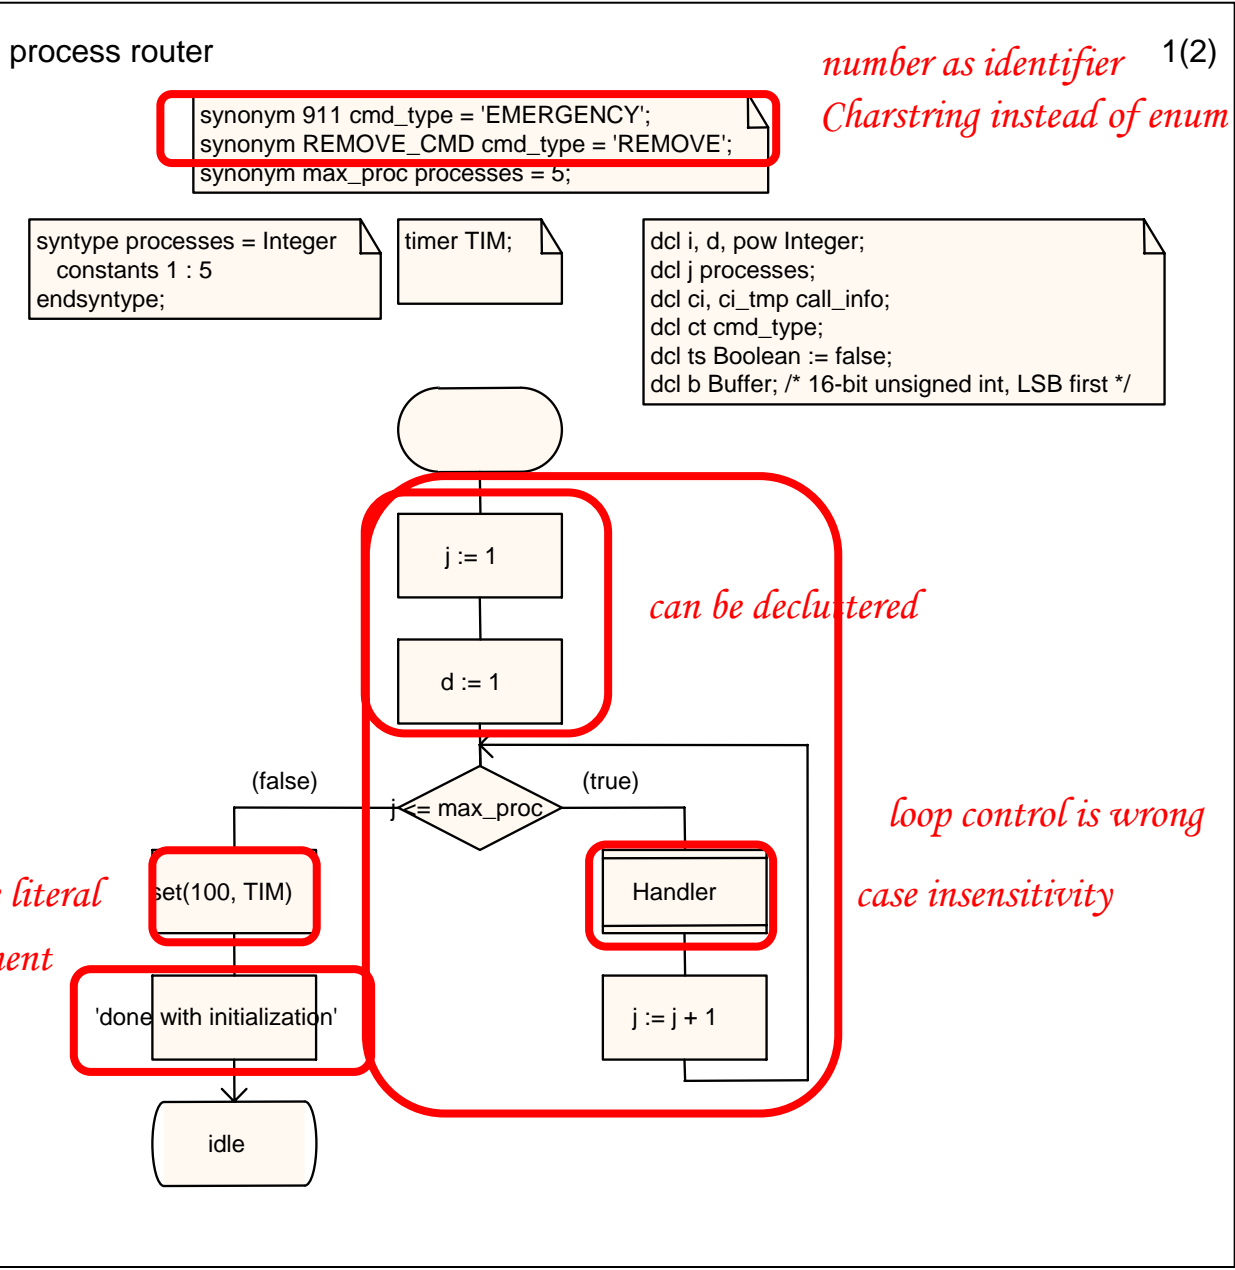 process router
number as identifier
1(2)
Charstring instead of enum
synonym 911 cmd_type = 'EMERGENCY';
synonym REMOVE_CMD cmd_type = 'REMOVE';
synonym max_proc processes = 5;
syntype processes = Integer
constants 1 : 5
endsyntype;
timer TIM;
dcl i, d, pow Integer;
dcl j processes;
dcl ci, ci_tmp call_info;
dcl ct cmd_type;
dcl ts Boolean := false;
dcl b Buffer; /* 16-bit unsigned int, LSB first */
j := 1
can be decluttered
d := 1
(false)
j <= max_proc
(true)
loop control is wrong
literal
set(100, TIM)
Handler
case insensitivity
'done with initialization'
j := j + 1
idle